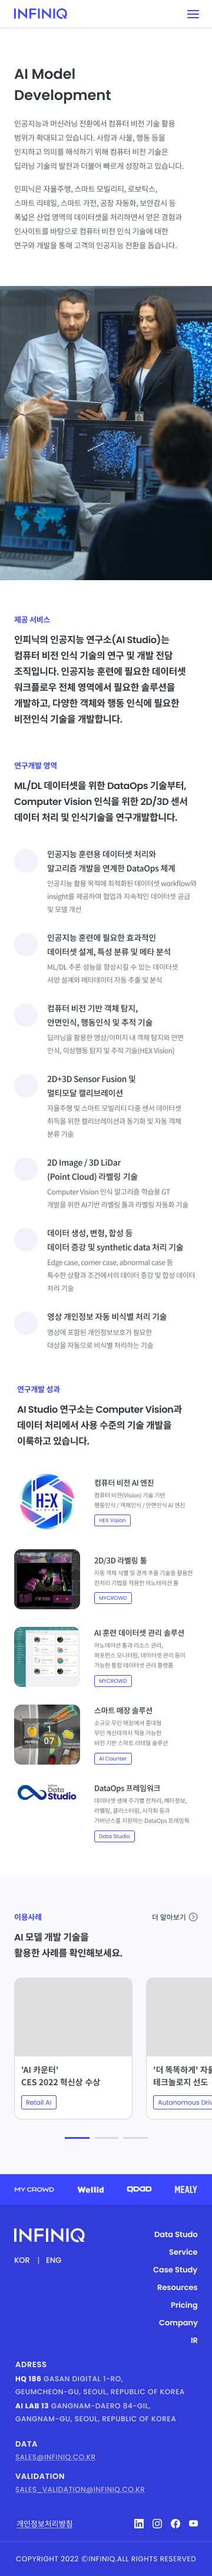 INFINIQ
AI Model
Development
인공지능과 머신러닝 전환에서 컴퓨터 비전 기술 활용
범위가 확대되고 있습니다. 사람과 사물, 행동 등을
인지하고 의미를 해석하기 위해 컴퓨터 비전 기술은
딥러닝 기술의 발전과 더불어 빠르게 성장하고 있습니다.
인피닉은 자율주행, 스마트 모빌리티, 로보틱스,
스마트 리테일, 스마트 가전, 공장 자동화, 보안감시 등
폭넓은 산업 영역의 데이터셋을 처리하면서 얻은 경험과
인사이트를 바탕으로 컴퓨터 비전 인식 기술에 대한
연구와 개발을 통해 고객의 인공지능 전환을 돕습니다.
제공 서비스
인피닉의 인공지능 연구소(AI Studio)는
컴퓨터 비전 인식 기술의 연구 및 개발 전담
조직입니다. 인공지능 훈련에 필요한 데이터셋
워크플로우 전체 영역에서 필요한 솔루션을
개발하고, 다양한 객체와 행동 인식에 필요한
비전인식 기술을 개발합니다.
연구개발 영역
ML/DL 데이터셋을 위한 DataOps 기술부터,
Computer Vision 인식을 위한 2D/3D 센서
데이터 처리 및 인식기술을 연구개발합니다.
인공지능 훈련용 데이터셋 처리와
알고리즘 개발을 연계한 DataOps 체계
인공지능 활용 목적에 최적화된 데이터셋 workflow와
insight를 제공하며 협업과 지속적인 데이터셋 공급
및 모델 개선
인공지능 훈련에 필요한 효과적인
데이터셋 설계, 특성 분류 및 메타 분석
ML/DL 추론 성능을 향상시킬 수 있는 데이터셋
사양 설계와 메타데이터 자동 추출 및 분석
컴퓨터 비전 기반 객체 탐지,
안면인식, 행동인식 및 추적 기술
딥러닝을 활용한 영상/이미지 내 객체 탐지와 안면
인식, 이상행동 탐지 및 추적 기술(HEX Vision)
2D+3D Sensor Fusion 및
멀티모달 캘리브레이션
자율주행 및 스마트 모빌리티 다중 센서 데이터셋
취득을 위한 캘리브레이션과 동기화 및 자동 객체
분류 기술
2D Image / 3D LiDar
(Point Cloud) 라벨링 기술
Computer Vision 인식 알고리즘 학습용 GT
개발을 위한 AI기반 라벨링 툴과 라벨링 자동화 기술
데이터 생성, 변형, 합성 등
데이터 증강 및 synthetic data 처리 기술
Edge case, corner case, abnormal case 등
특수한 상황과 조건에서의 데이터 증강 및 합성 데이터
처리 기술
영상 개인정보 자동 비식별 처리 기술
영상에 포함된 개인정보보호가 필요한
대상을 자동으로 비식별 처리하는 기술
연구개발 성과
AI Studio 연구소는 Computer Vision과
데이터 처리에서 사용 수준의 기술 개발을
이룩하고 있습니다.
HEX
컴퓨터 비전 AI 엔진
컴퓨터 비전(Vision) 기술 기반
행동인식 / 객체인식 / 안면인식 AI 엔진
HEX Vision
2D/3D 라벨링 툴
자동 객체 식별 및 경계 추출 기술을 활용한
전처리 기법을 적용한 어노테이션 툴
MYCROWD
AI 훈련 데이터셋 관리 솔루션
어노테이션 툴과 리소스 관리,
퍼포먼스 모니터링, 데이터셋 관리 등이
가능한 통합 데이터셋 관리 플랫폼
MYCROWD
1
07
스마트 매장 솔루션
소규모 무인 매장에서 중대형
무인 계산대까지 적용 가능한
비전 기반 스마트 리테일 솔루션
AI Counter
Data
Studio
DataOps 프레임워크
데이터셋 생애 주기별 전처리, 메타정보,
라벨링, 클러스터링, 시각화 등과
거버넌스를 지원하는 DataOps 프레임웍
Data Studio
이용사례
더 알아보기
AI 모델 개발 기술을
활용한 사례를 확인해보세요.
'AI 카운터'
CES 2022 혁신상 수상
Retail AI
'더 똑똑하게' 자율
테크놀로지 선도
Autonomous Driv
MY CROWD
Wellid
MEALY
INFINIQ
KOR | ENG
Data Studo
Service
Case Study
Resources
Pricing
Company
IR
ADRESS
HQ 186 GASAN DIGITAL 1-RO,
GEUMCHEON-GU, SEOUL, REPUBLIC OF KOREA
AI LAB 13 GANGNAM-DAERO 84-GIL,
GANGNAM-GU, SEOUL, REPUBLIC OF KOREA
DATA
SALES@INFINIQ.CO.KR
VALIDATION
SALES_VALIDATION@INFINIQ.CO.KR
개인정보처리방침
COPYRIGHT 2022 ©INFINIQ.ALL RIGHTS RESERVED